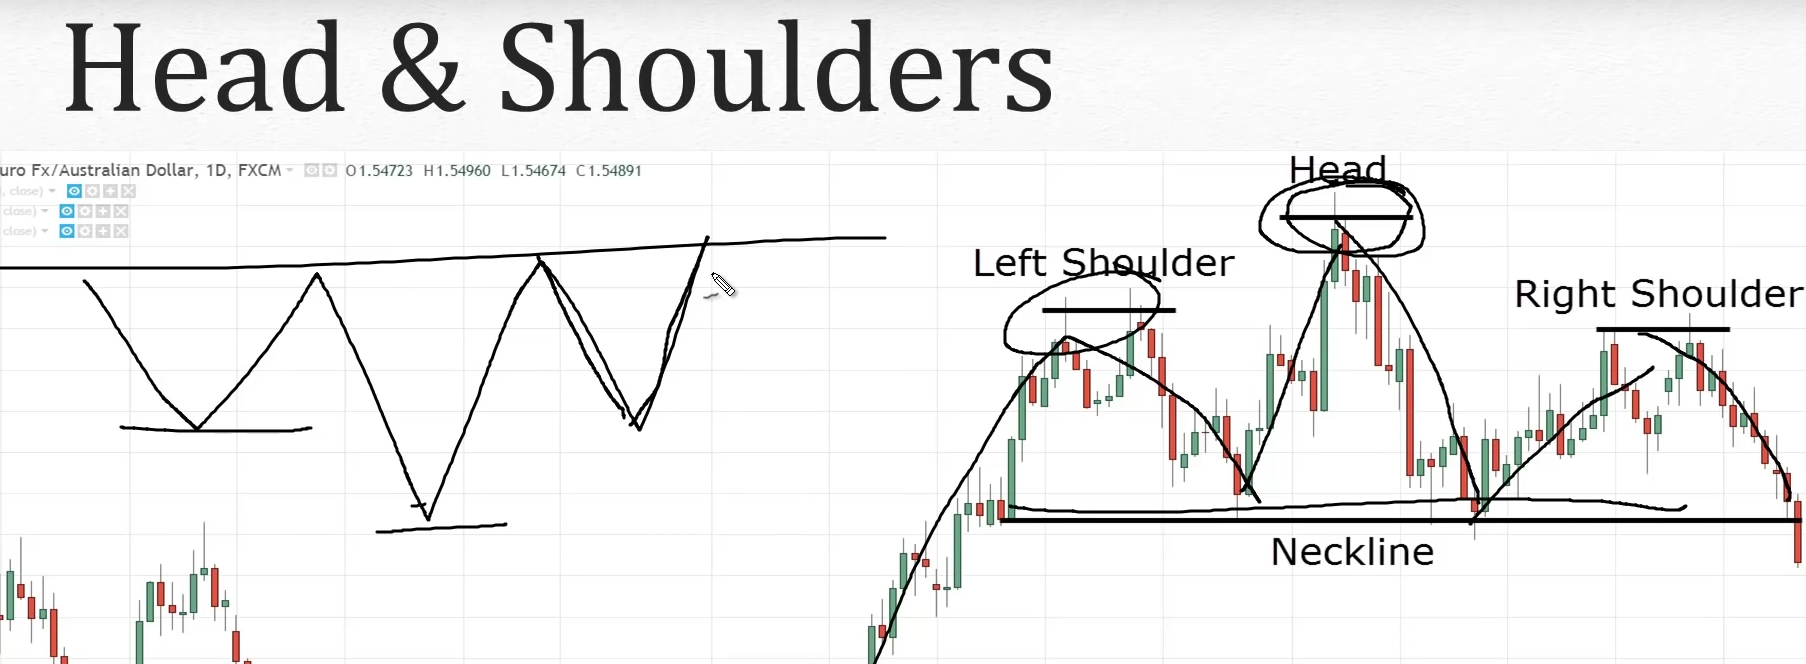 Head & Shoulders
uro Fx/Australian Dollar, 1D, FXCM O1.54723 H1.54960 L1.54674 C1.54891
, close)
close)
close)
Head
Left Shoulder
Right Shoulder
Neckline